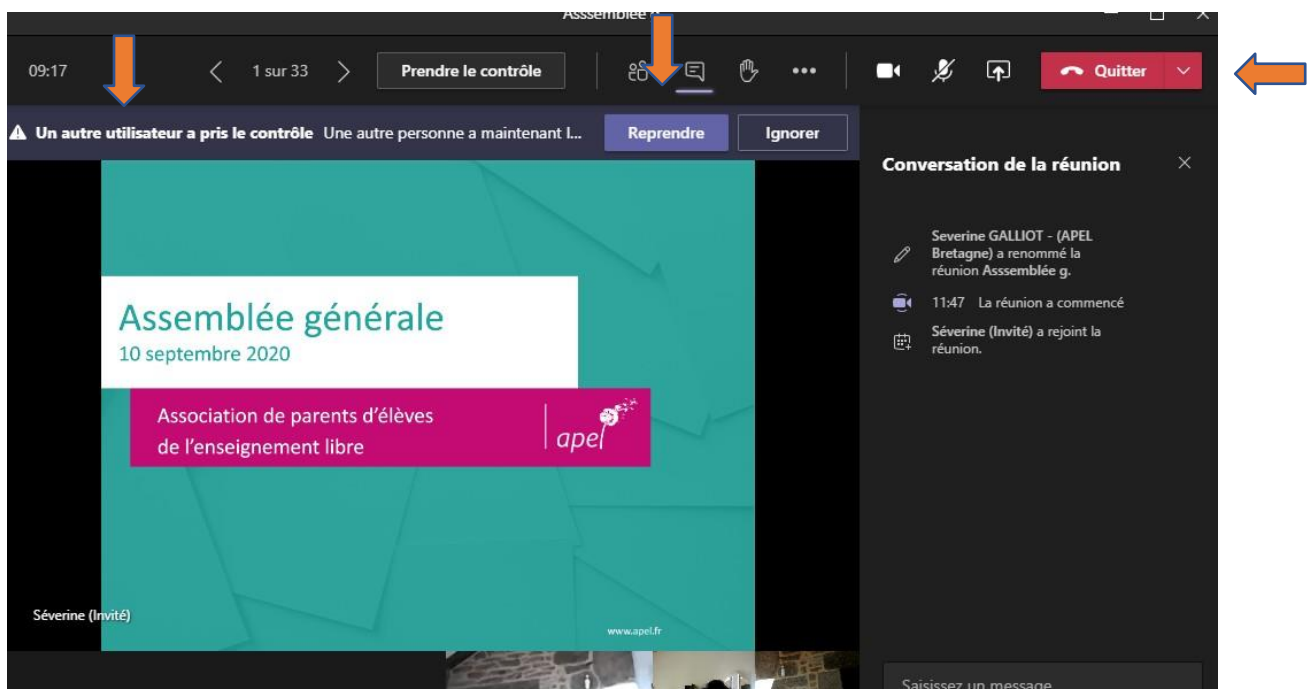 Asssemblée
09:17
1 sur 33
Prendre le contrôle
Quitter
Un autre utilisateur a pris le contrôle Une autre personne a maintenant l...
Reprendre
Ignorer
Conversation de la réunion
Severine GALLIOT - (APEL
Bretagne) a renommé la
réunion Asssemblée g.
11:47 La réunion a commencé
Séverine (Invité) a rejoint la
réunion.
Assemblée générale
10 septembre 2020
Association de parents d'élèves
de l'enseignement libre
apel
Séverine (Invité)
www.apel.fr
Saisissez un message